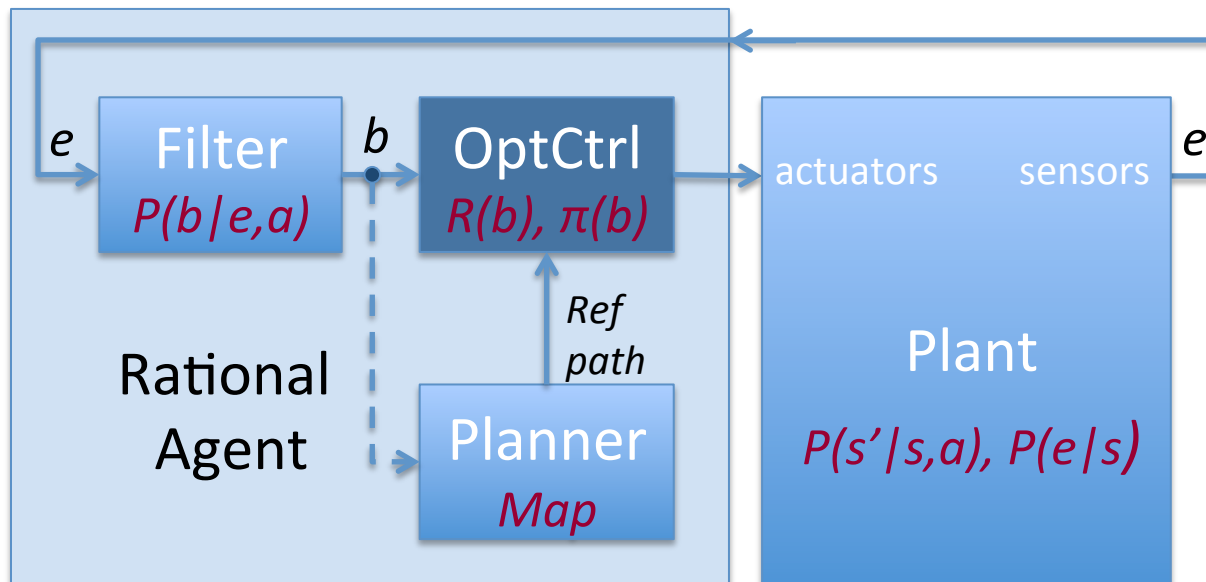 e
Filter
P(b|e,a)
b
OptCtrl
R(b), π(b)
actuators
sensors
e
Ref
path
Rational
Agent
Planner
Map
Plant
P(s’|s,a), P(e|s)